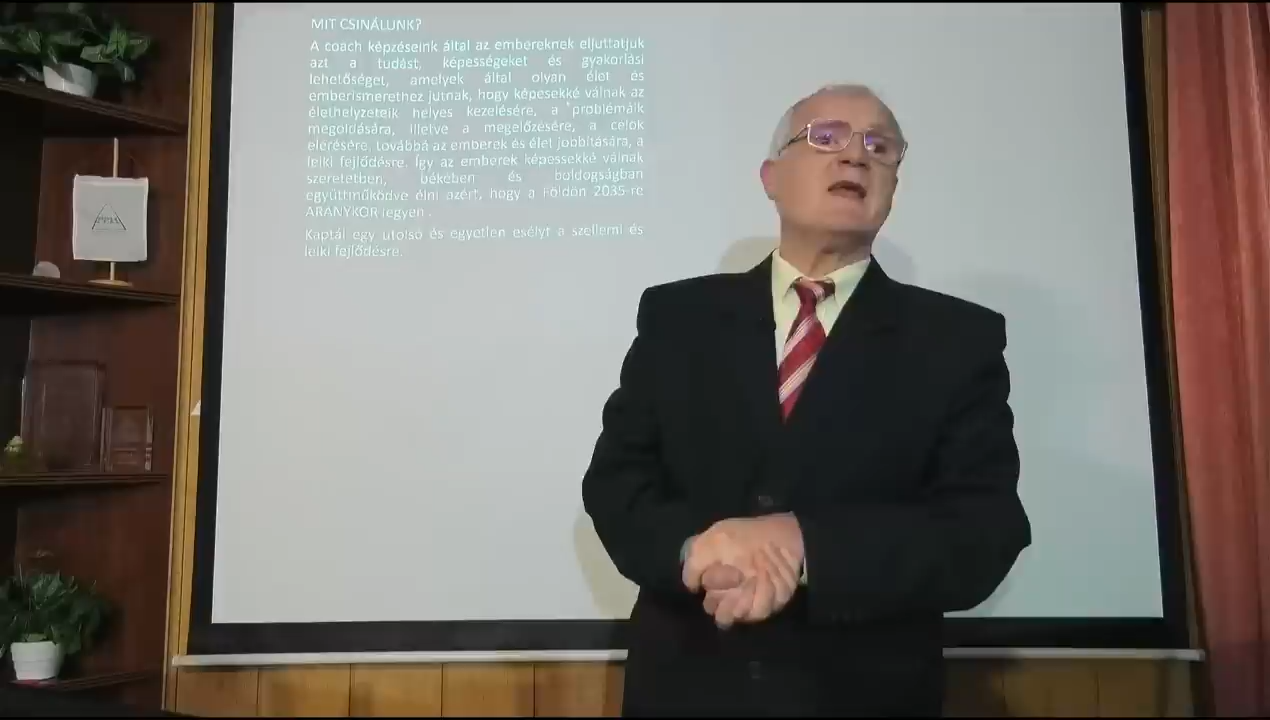 MIT CSINÁLUNK?
A coach képzéseink által az embereknek eljuttatjuk
azt a tudást, képességeket és gyakorlási
lehetőséget, amelyek által olyan élet és
emberismerethez jutnak, hogy képesekké válnak az
élethelyzeteik helyes kezelésére, a problémáik
megoldására, illetve a megelőzésére, a célok
elérésére, továbbá az emberek és élet jobbítására, a
lelki fejlődésre. Így az emberek képessekké válnak
szeretetben, békében és boldogságban
együttműködve élni azért, hogy a Földön 2035-re
ARANYKOR legyen .
Kaptál egy utolsó és egyetlen esélyt a szellemi és
lelki fejlődésre.